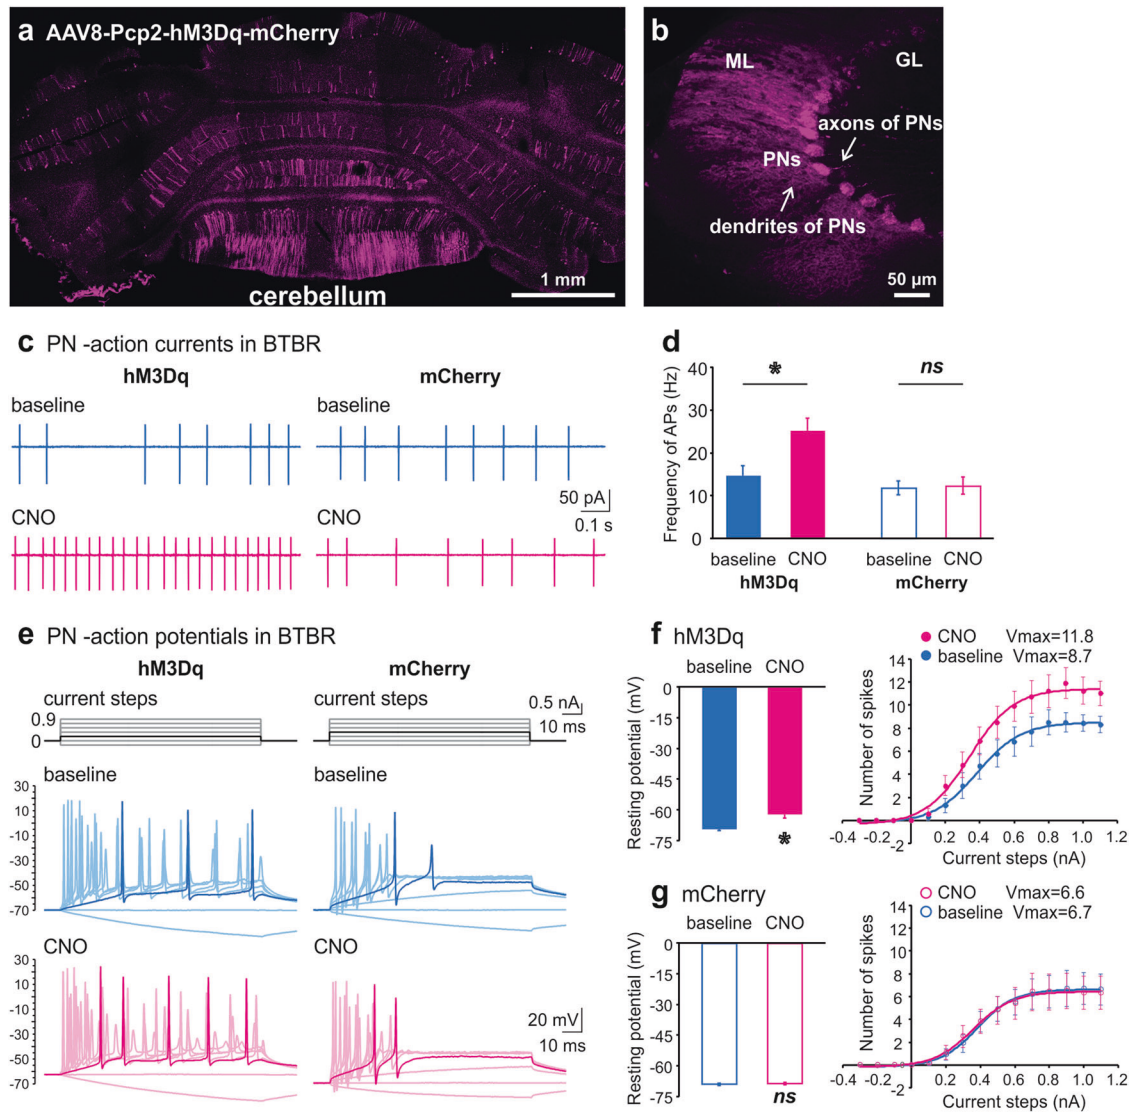 a AAV8-Pcp2-hM3Dq-mCherry
cerebellum
1 mm
b
ML
GL
axons of PNs
PNs
dendrites of PNs
50 µm
c PN -action currents in BTBR
hM3Dq
mCherry
baseline
baseline
CNO
CNO
50 pA
0.1 s
d
Frequency of APs (Hz)
40
30
20
10
0
*
ns
baseline CNO
hM3Dq
baseline CNO
mCherry
e PN -action potentials in BTBR
hM3Dq
mCherry
current steps
current steps
0.9
0
0.5 nA
10 ms
baseline
baseline
30
10
-10
-30
-50
-70
CNO
CNO
30
10
-10
-30
-50
-70
20 mV
10 ms
f hM3Dq
baseline CNO
Resting potential (mV)
0
-15
-30
-45
-60
-75
*
CNO Vmax=11.8
baseline Vmax=8.7
Number of spikes
14
12
10
8
6
4
2
-2
-0.4 -0.2 0 0.2 0.4 0.6 0.8 1.0 1.2
Current steps (nA)
g mCherry
baseline CNO
Resting potential (mV)
0
-15
-30
-45
-60
-75
ns
CNO Vmax=6.6
baseline Vmax=6.7
Number of spikes
14
12
10
8
6
4
2
-2
-0.4 -0.2 0 0.2 0.4 0.6 0.8 1.0 1.2
Current steps (nA)